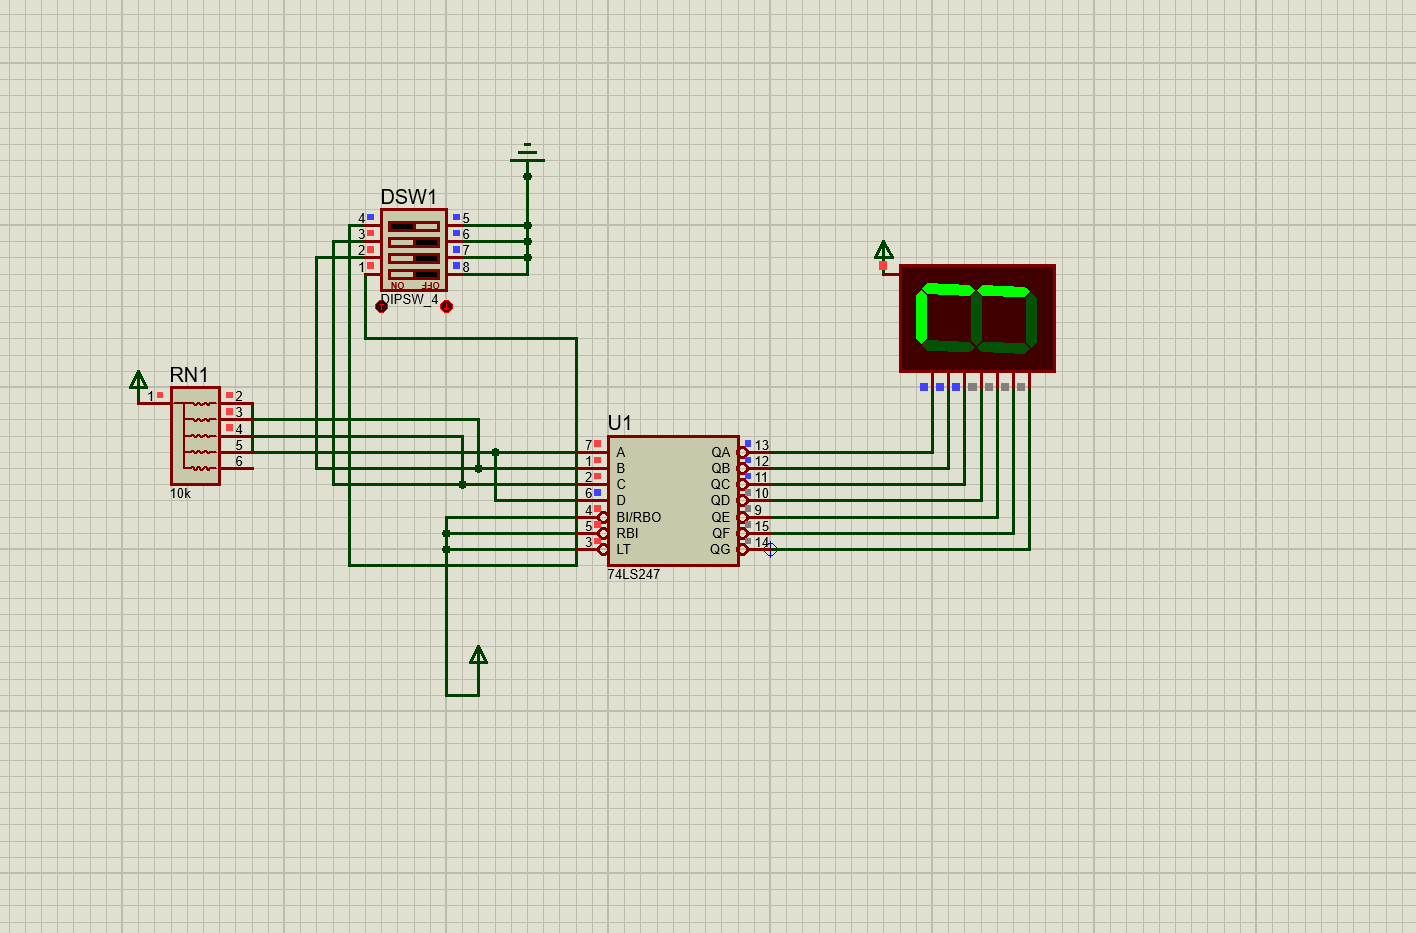 DSW1
4 5
3 6
2 7
1 8
ON OFF
DIPSW_4
RN1
1 2
3
4
5
6
10k
U1
7 A QA 13
1 B QB 12
2 C QC 11
6 D QD 10
4 BI/RBO QE 9
5 RBI QF 15
3 LT QG 14
74LS247